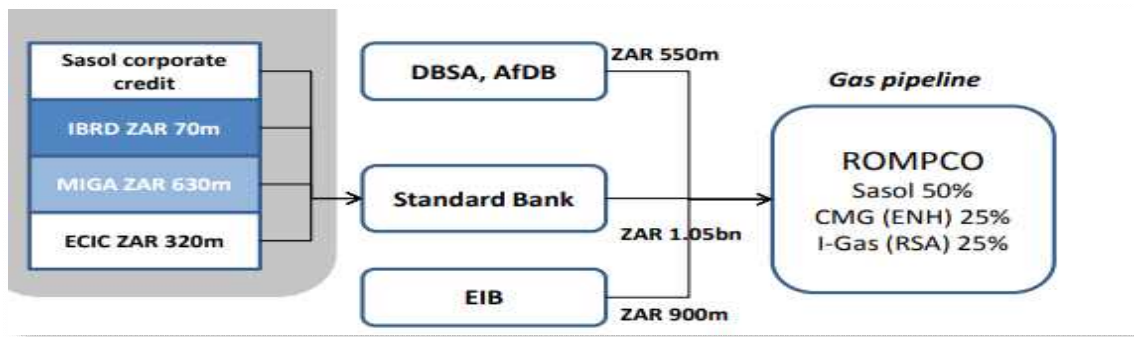 Sasol corporate
credit
IBRD ZAR 70m
MIGA ZAR 630m
ECIC ZAR 320m
DBSA, AfDB
Standard Bank
EIB
ZAR 550m
ZAR 1.05bn
ZAR 900m
Gas pipeline
ROMPCO
Sasol 50%
CMG (ENH) 25%
I-Gas (RSA) 25%